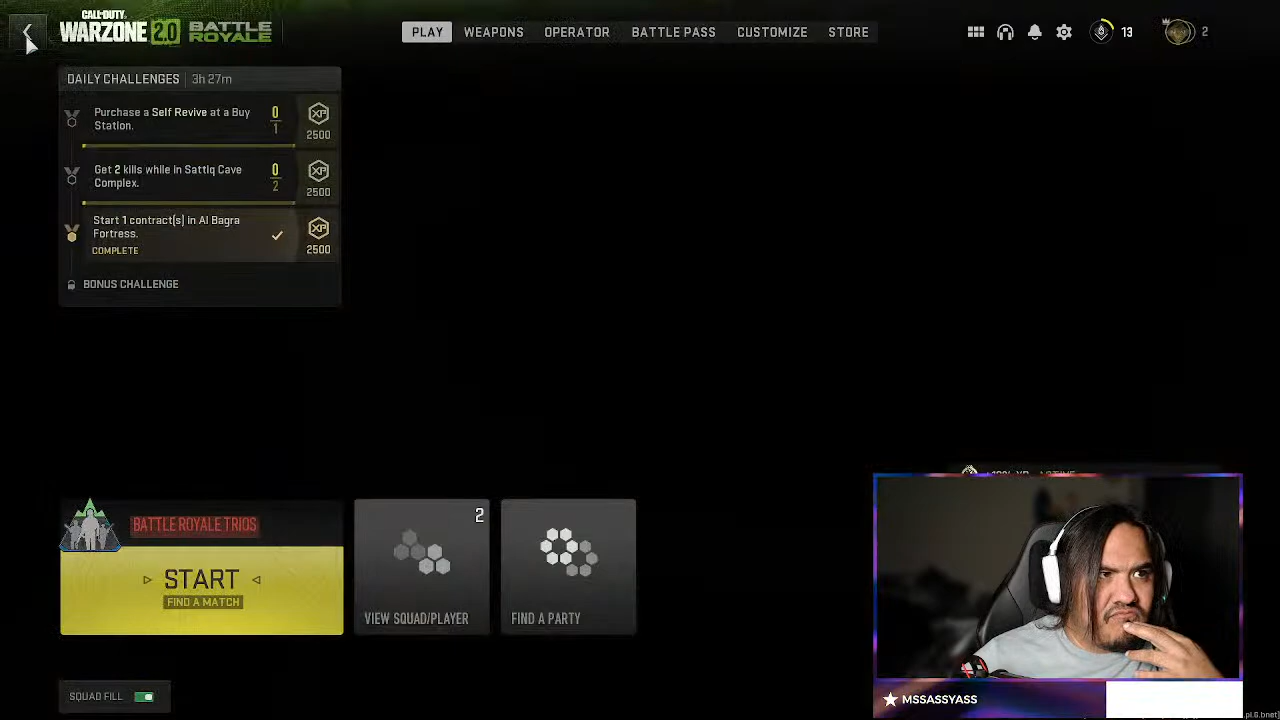 CALL·DUTY
WARZONE 2.0 BATTLE ROYALE
PLAY WEAPONS OPERATOR BATTLE PASS CUSTOMIZE STORE
13
2
DAILY CHALLENGES 3h 27m
Purchase a Self Revive at a Buy
Station.
0
1
XP
2500
Get 2 kills while in Sattiq Cave
Complex.
0
2
XP
2500
Start 1 contract(s) in Al Bagra
Fortress.
COMPLETE
XP
2500
BONUS CHALLENGE
BATTLE ROYALE TRIOS
START
FIND A MATCH
2
VIEW SQUAD/PLAYER
FIND A PARTY
SQUAD FILL
MSSASSYASS